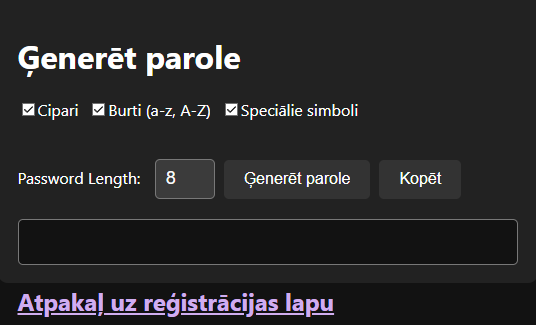 Ģenerēt parole
Cipari Burti (a-z, A-Z) Speciālie simboli
Password Length: 8 Ģenerēt parole Kopēt
Atpakaļ uz reģistrācijas lapu